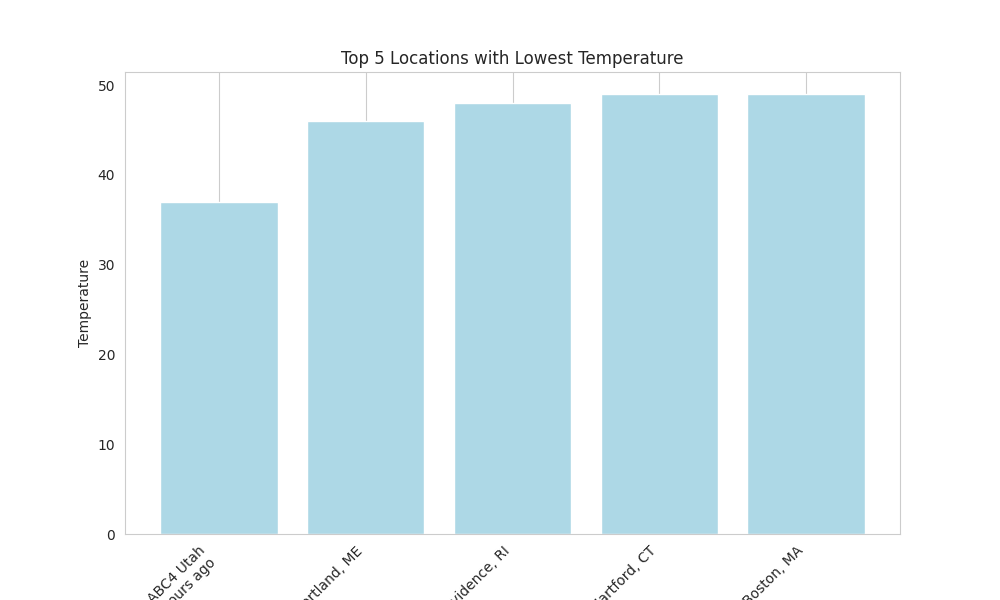 Top 5 Locations with Lowest Temperature
Temperature
50
40
30
20
10
0
ABC4 Utah
ours ago
rtland, ME
vidence, RI
artford, CT
Boston, MA